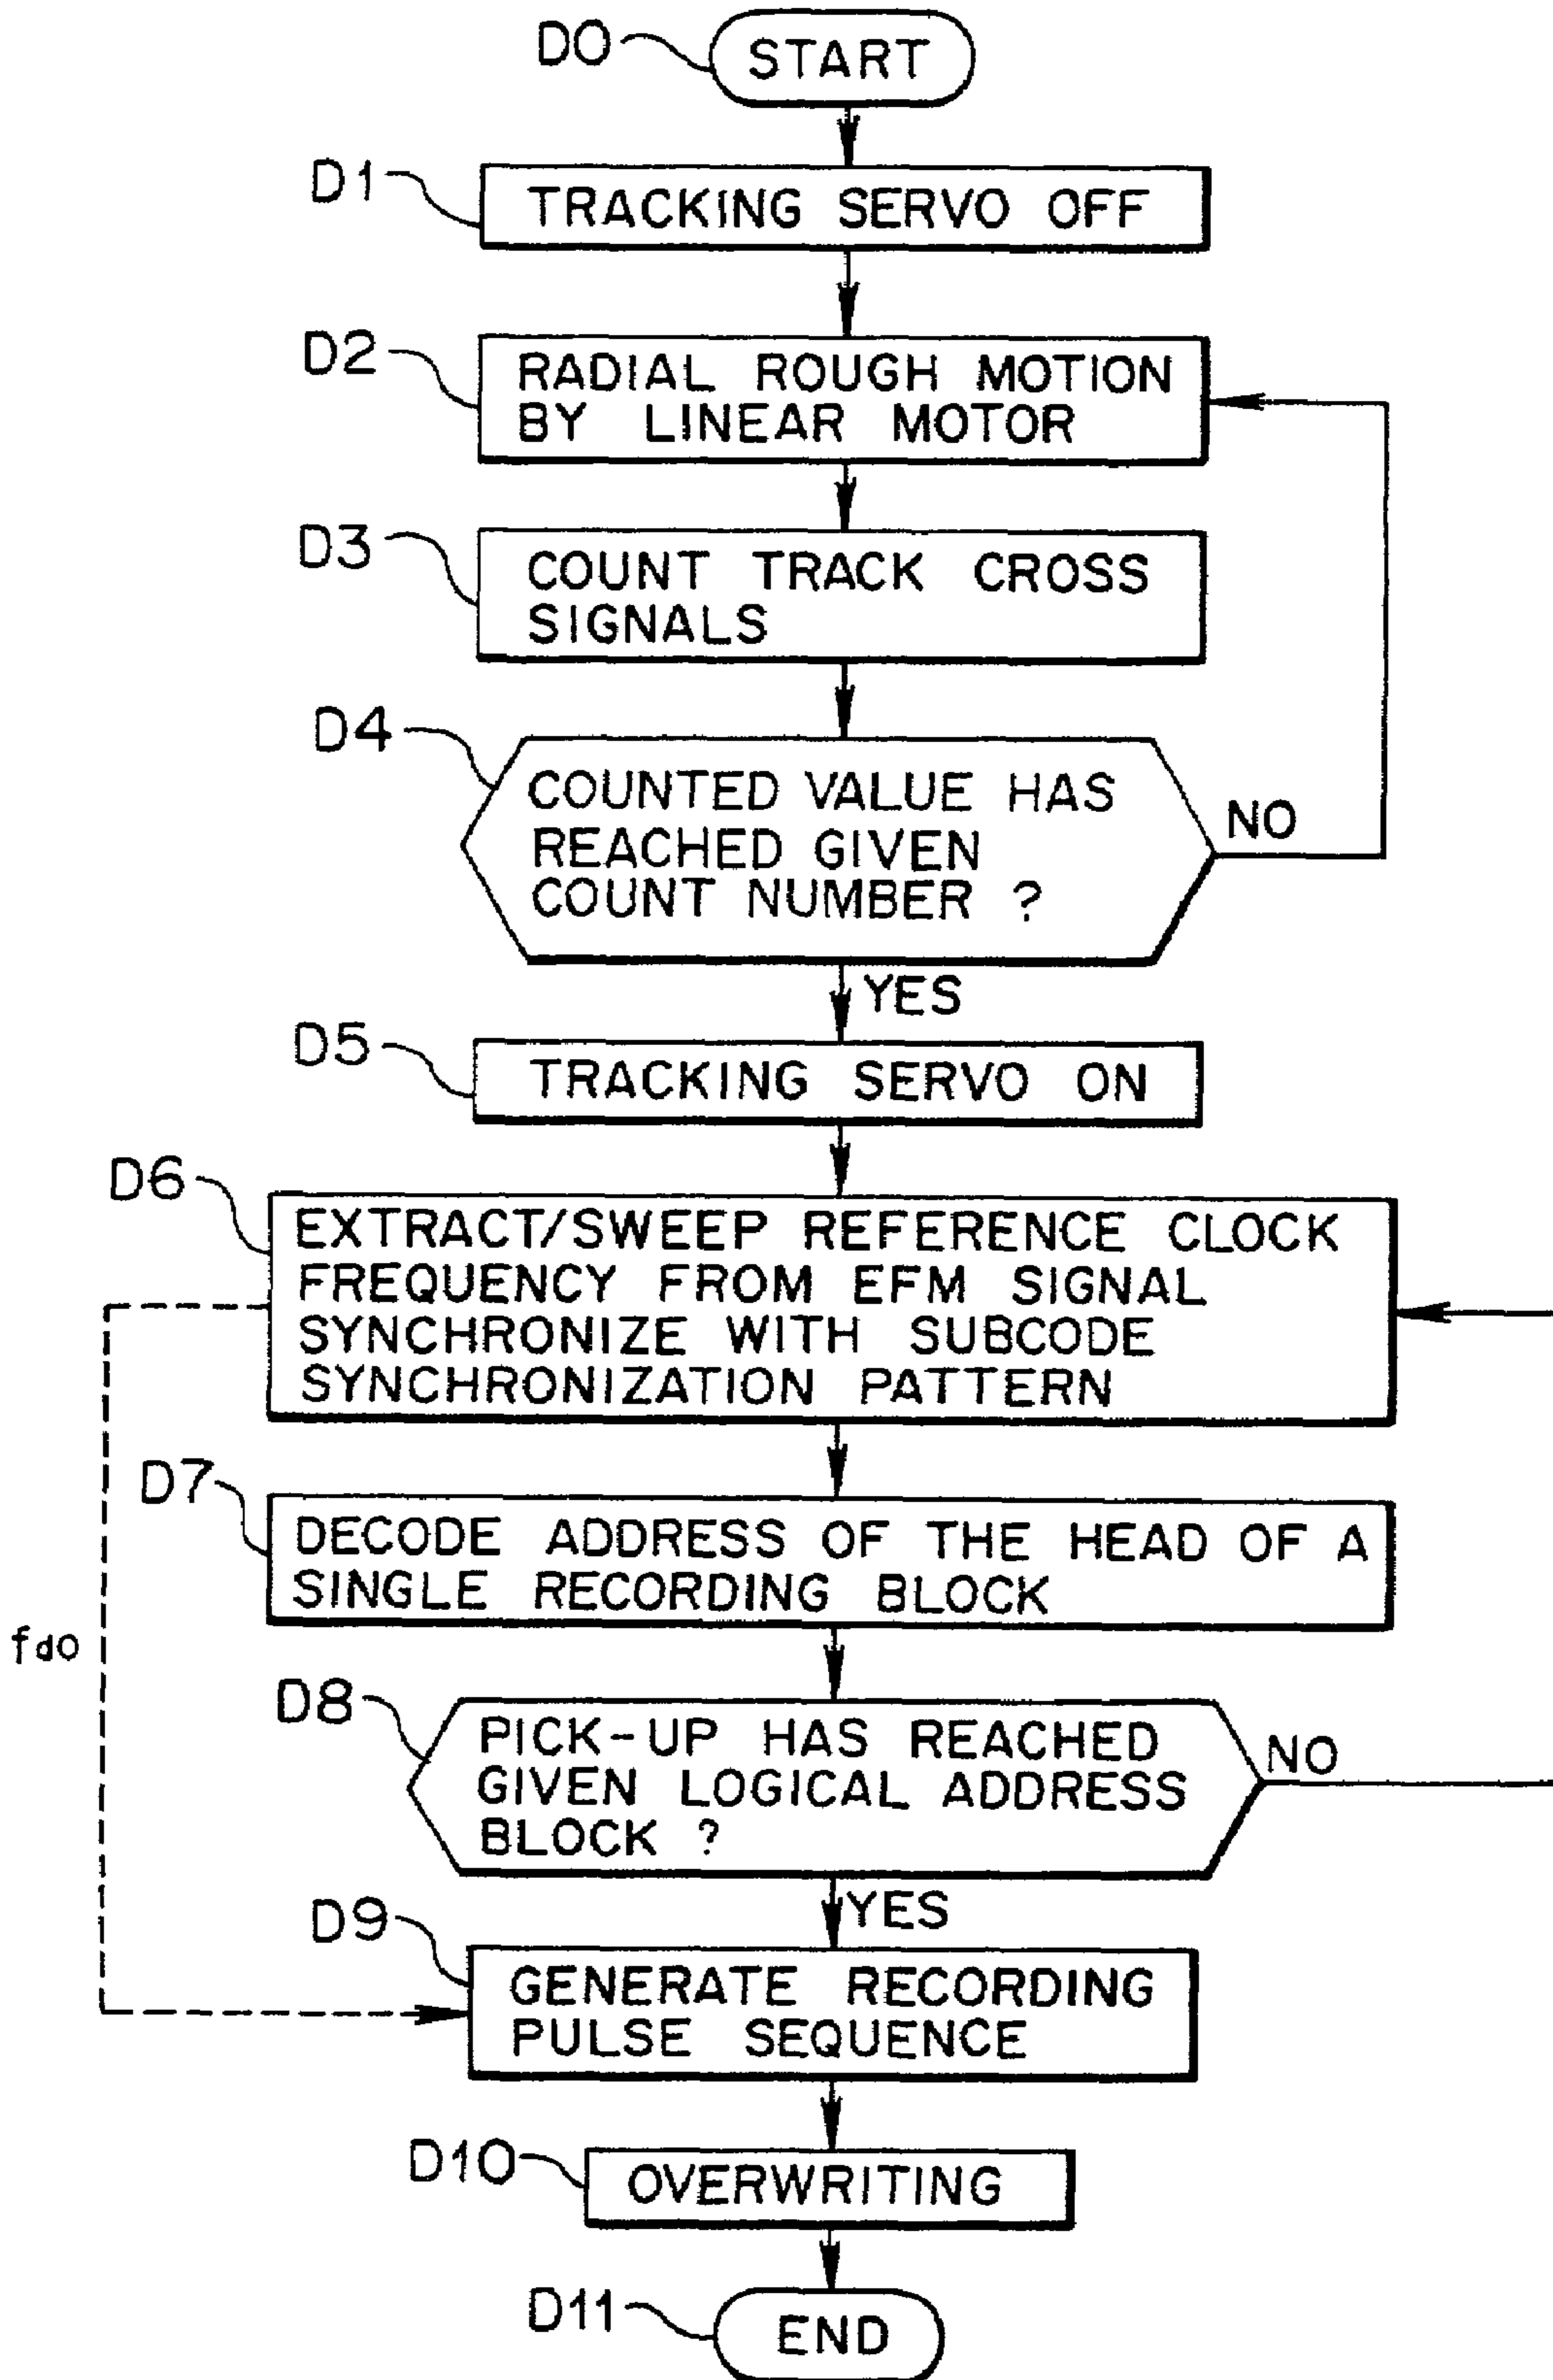 D0
START
D1
TRACKING SERVO OFF
D2
RADIAL ROUGH MOTION
BY LINEAR MOTOR
D3
COUNT TRACK CROSS
SIGNALS
D4
COUNTED VALUE HAS
REACHED GIVEN
COUNT NUMBER ?
NO
YES
D5
TRACKING SERVO ON
D6
EXTRACT/SWEEP REFERENCE CLOCK
FREQUENCY FROM EFM SIGNAL
SYNCHRONIZE WITH SUBCODE
SYNCHRONIZATION PATTERN
D7
DECODE ADDRESS OF THE HEAD OF A
SINGLE RECORDING BLOCK
fd0
D8
PICK-UP HAS REACHED
GIVEN LOGICAL ADDRESS
BLOCK ?
NO
YES
D9
GENERATE RECORDING
PULSE SEQUENCE
D10
OVERWRITING
D11
END